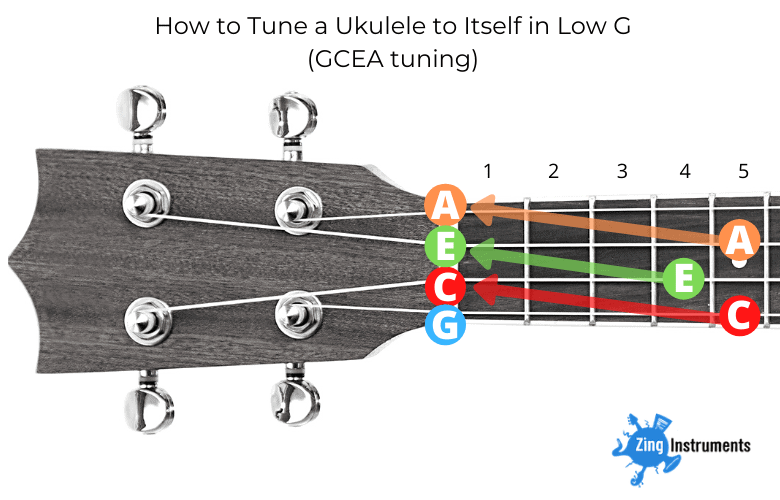 How to Tune a Ukulele to Itself in Low G
(GCEA tuning)
1 2 3 4 5
A
A
E
E
C
C
G
Zing Instruments